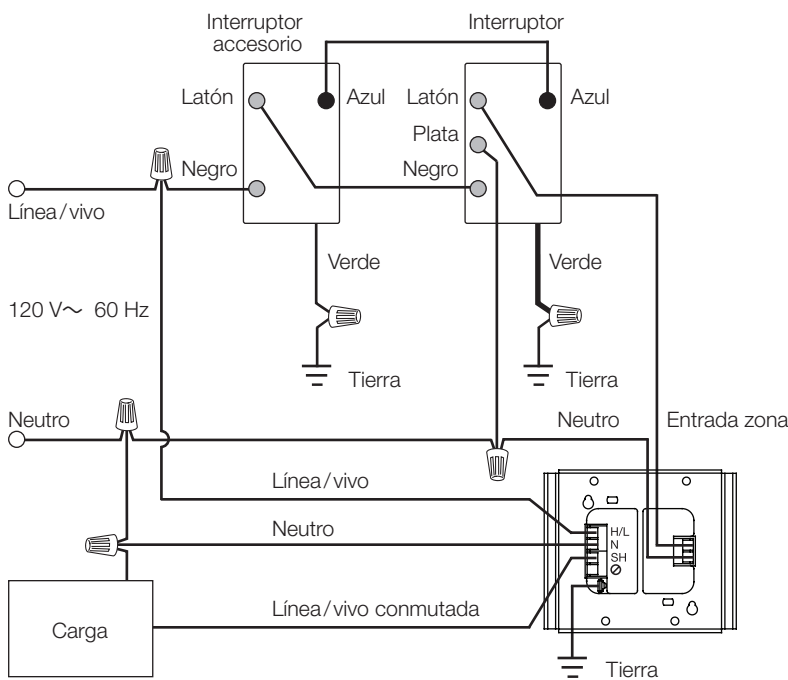 Interruptor
accesorio
Interruptor
Latón
Azul
Latón
Azul
Plata
Negro
Negro
Línea/vivo
Verde
Verde
120 V~ 60 Hz
Tierra
Tierra
Neutro
Neutro
Entrada zona
Línea/vivo
H/L
Neutro
N
SH
Línea/vivo conmutada
Carga
Tierra